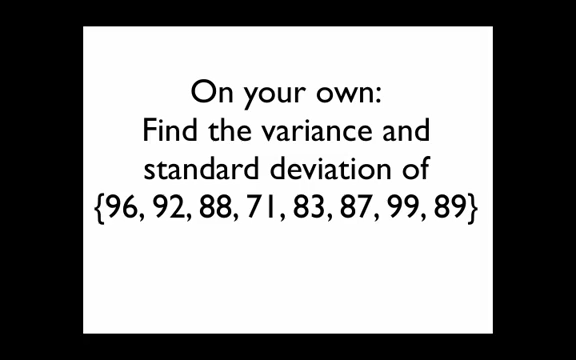 On your own:
Find the variance and
standard deviation of
{96, 92, 88, 71, 83, 87, 99, 89}